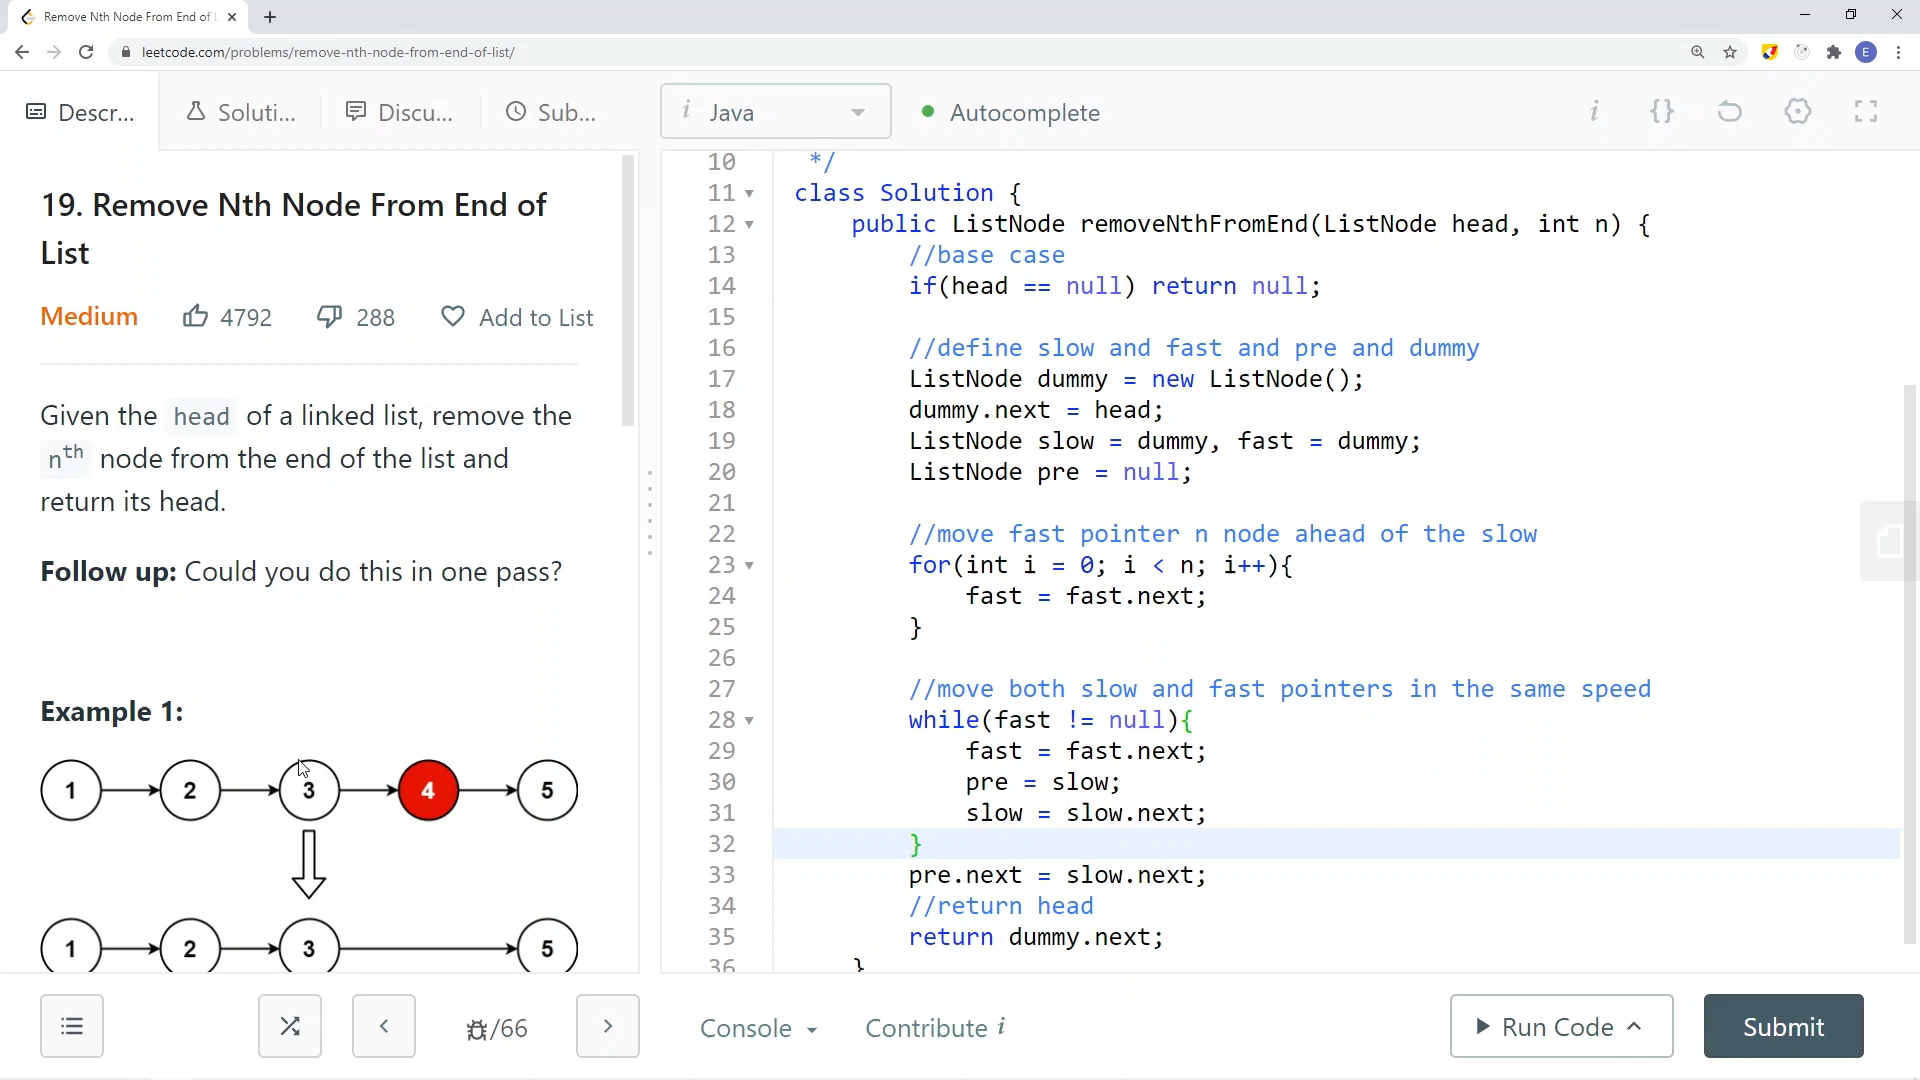 Remove Nth Node From End of L
leetcode.com/problems/remove-nth-node-from-end-of-list/
E
Descr...
Soluti...
Discu...
Sub...
i
Java
Autocomplete
i
{}
19. Remove Nth Node From End of
List
Medium
4792
288
Add to List
Given the head of a linked list, remove the
nth node from the end of the list and
return its head.
Follow up: Could you do this in one pass?
Example 1:
1
2
3
4
5
1
2
3
5
10 */
11 class Solution {
12 public ListNode removeNthFromEnd(ListNode head, int n) {
13 //base case
14 if(head == null) return null;
15
16 //define slow and fast and pre and dummy
17 ListNode dummy = new ListNode();
18 dummy.next = head;
19 ListNode slow = dummy, fast = dummy;
20 ListNode pre = null;
21
22 //move fast pointer n node ahead of the slow
23 for(int i = 0; i < n; i++){
24 fast = fast.next;
25 }
26
27 //move both slow and fast pointers in the same speed
28 while(fast != null){
29 fast = fast.next;
30 pre = slow;
31 slow = slow.next;
32 }
33 pre.next = slow.next;
34 //return head
35 return dummy.next;
36 }
/66
Console
Contribute i
Run Code
Submit